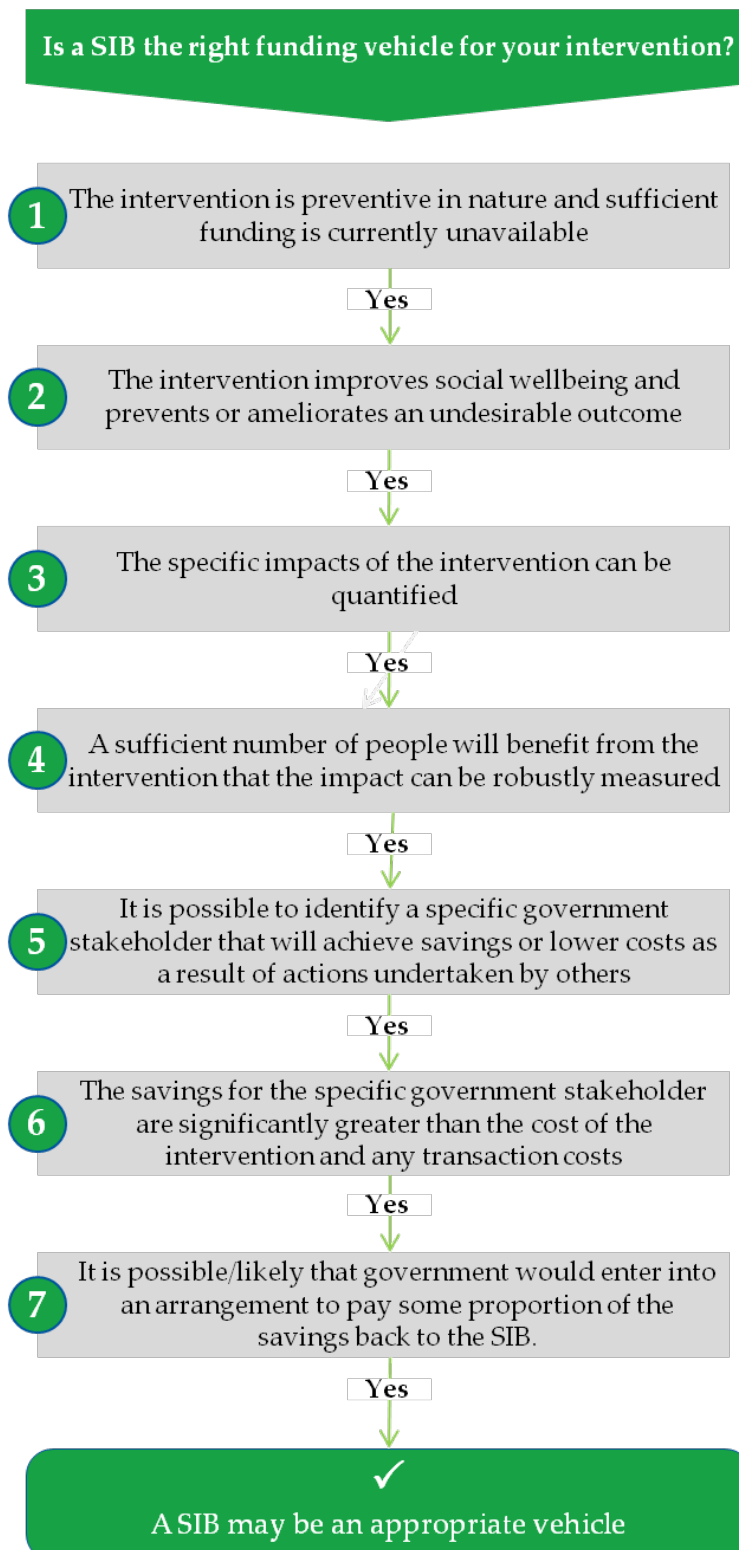 Is a SIB the right funding vehicle for your intervention?
1
The intervention is preventive in nature and sufficient
funding is currently unavailable
Yes
2
The intervention improves social wellbeing and
prevents or ameliorates an undesirable outcome
Yes
3
The specific impacts of the intervention can be
quantified
Yes
4
A sufficient number of people will benefit from the
intervention that the impact can be robustly measured
Yes
5
It is possible to identify a specific government
stakeholder that will achieve savings or lower costs as
a result of actions undertaken by others
Yes
6
The savings for the specific government stakeholder
are significantly greater than the cost of the
intervention and any transaction costs
Yes
7
It is possible/likely that government would enter into
an arrangement to pay some proportion of the
savings back to the SIB.
Yes
✓
A SIB may be an appropriate vehicle